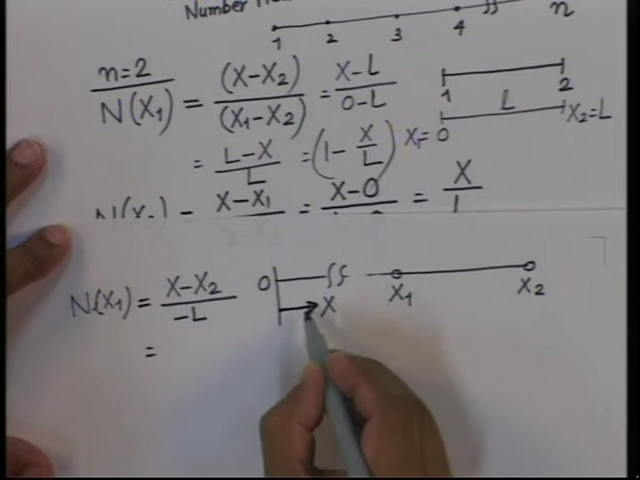 Number
1 2 3 4 n
n=2
N(X₁) = (X-X₂)/(X₁-X₂) = X-L/0-L
1 2
L
X₁=0 X₂=L
= L-X/L = (1 - X/L)
= X-X₁ = X-0 = X
N(X₁) = X-X₂/-L
0 X X₁ X₂
=